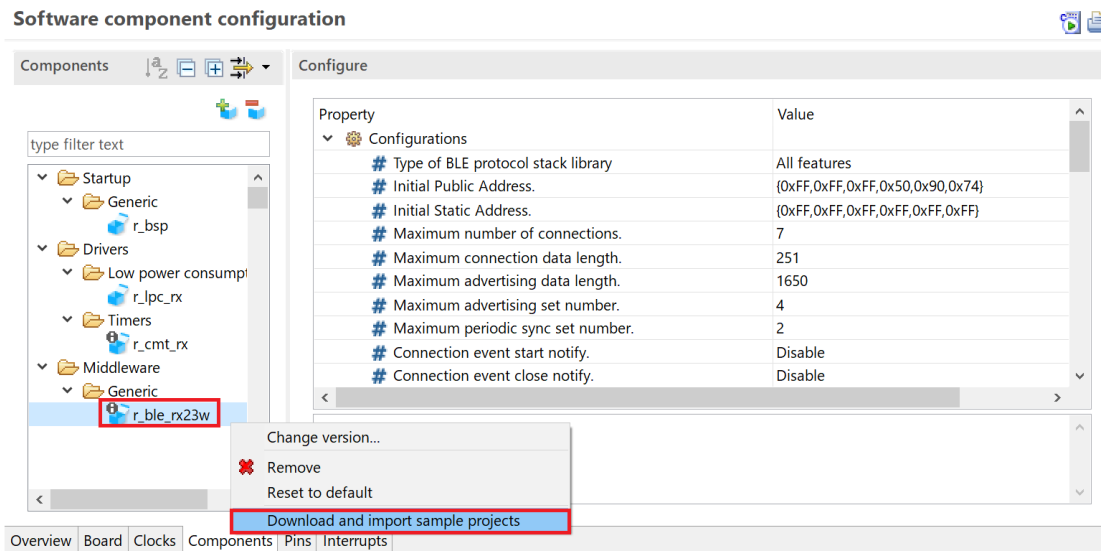 Software component configuration
Components
Configure
type filter text
Startup
Generic
r_bsp
Drivers
Low power consumpt
r_lpc_rx
Timers
r_cmt_rx
Middleware
Generic
r_ble_rx23w
Property Value
Configurations
# Type of BLE protocol stack library All features
# Initial Public Address. {0xFF,0xFF,0xFF,0x50,0x90,0x74}
# Initial Static Address. {0xFF,0xFF,0xFF,0xFF,0xFF,0xFF}
# Maximum number of connections. 7
# Maximum connection data length. 251
# Maximum advertising data length. 1650
# Maximum advertising set number. 4
# Maximum periodic sync set number. 2
# Connection event start notify. Disable
# Connection event close notify. Disable
Change version...
Remove
Reset to default
Download and import sample projects
Overview Board Clocks Components Pins Interrupts